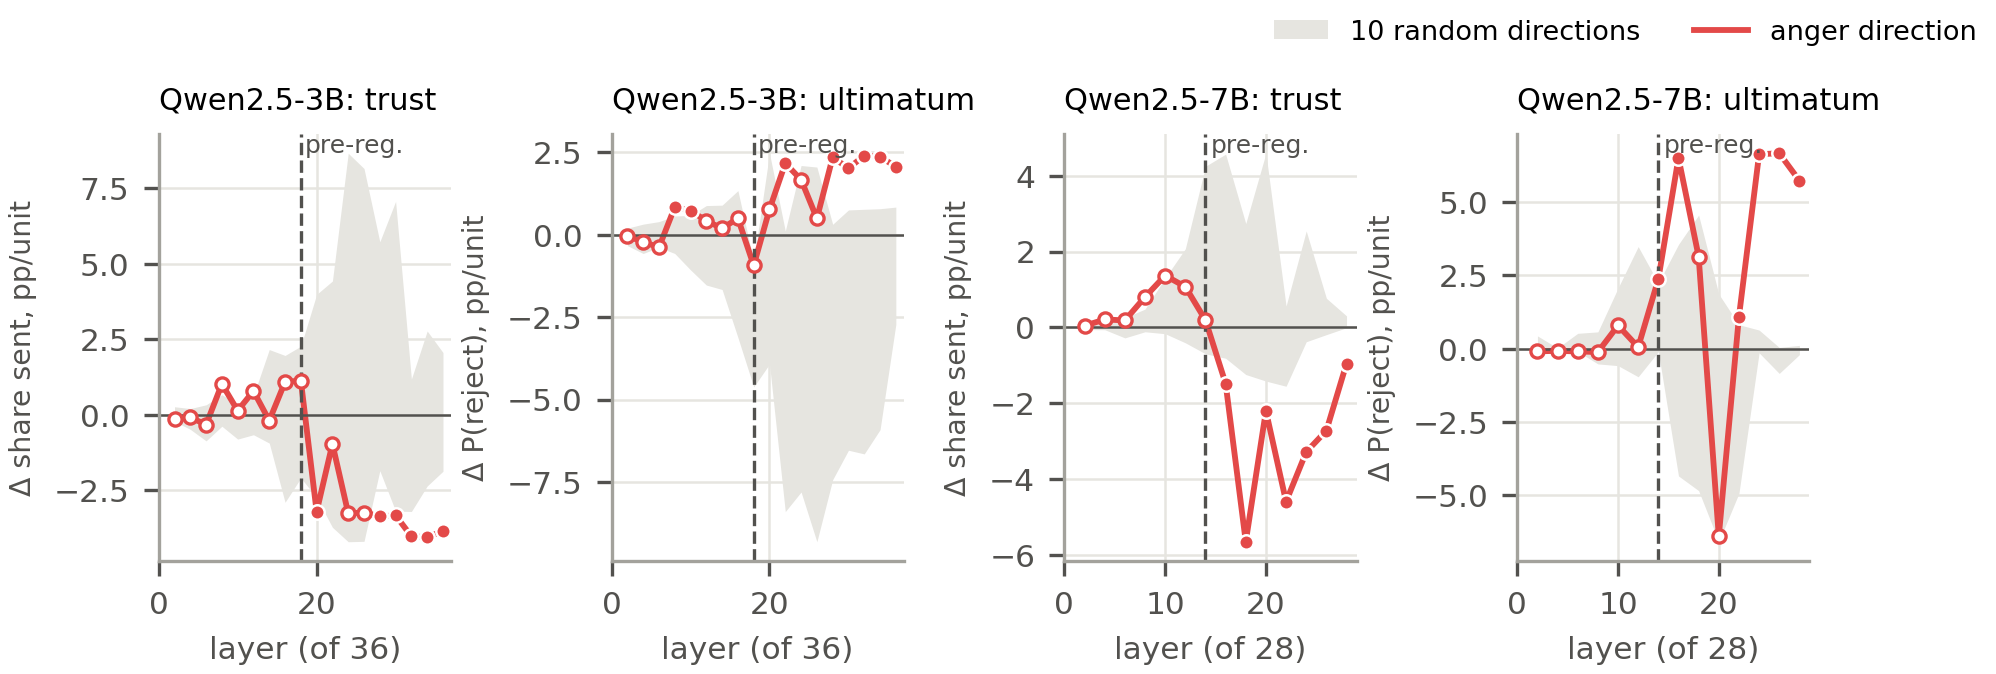 10 random directions
anger direction
Qwen2.5-3B: trust
Qwen2.5-3B: ultimatum
Qwen2.5-7B: trust
Qwen2.5-7B: ultimatum
Δ share sent, pp/unit
7.5
5.0
2.5
0.0
−2.5
pre-reg.
0
20
layer (of 36)
Δ P(reject), pp/unit
2.5
0.0
−2.5
−5.0
−7.5
pre-reg.
0
20
layer (of 36)
Δ share sent, pp/unit
4
2
0
−2
−4
−6
pre-reg.
0
10
20
layer (of 28)
Δ P(reject), pp/unit
5.0
2.5
0.0
−2.5
−5.0
pre-reg.
0
10
20
layer (of 28)